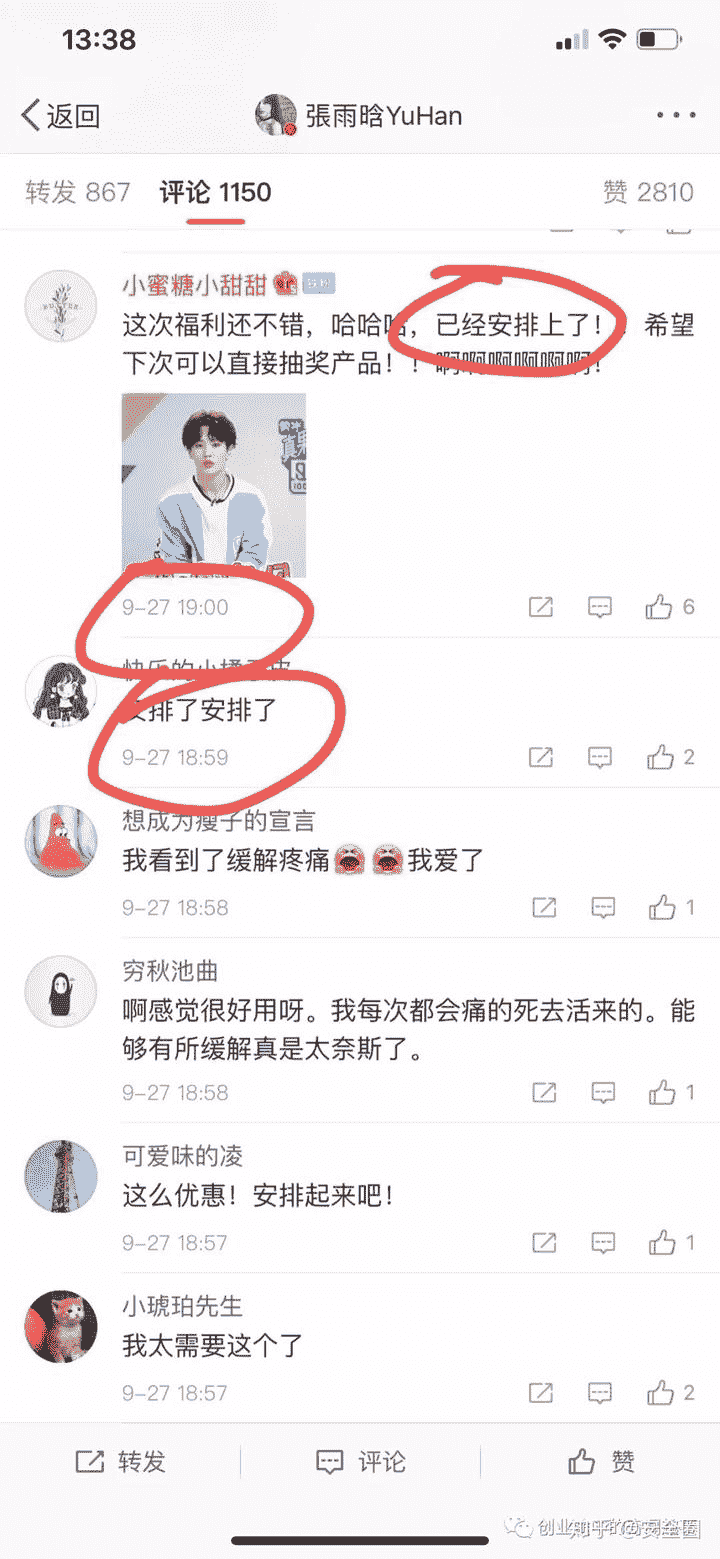 13:38
返回
張雨晗YuHan
转发 867
评论 1150
赞 2810
小蜜糖小甜甜
这次福利还不错，哈哈哈，已经安排上了！！希望
下次可以直接抽奖产品！！啊啊啊啊啊啊！
真果
9-27 19:00
6
快乐的小橘
安排了安排了
9-27 18:59
2
想成为瘦子的宣言
我看到了缓解疼痛😭😭我爱了
9-27 18:58
1
穷秋池曲
啊感觉很好用呀。我每次都会痛的死去活来的。能
够有所缓解真是太奈斯了。
9-27 18:58
1
可爱味的凌
这么优惠！安排起来吧！
9-27 18:57
1
小琥珀先生
我太需要这个了
9-27 18:57
2
转发
评论
赞
知乎 @安全圈